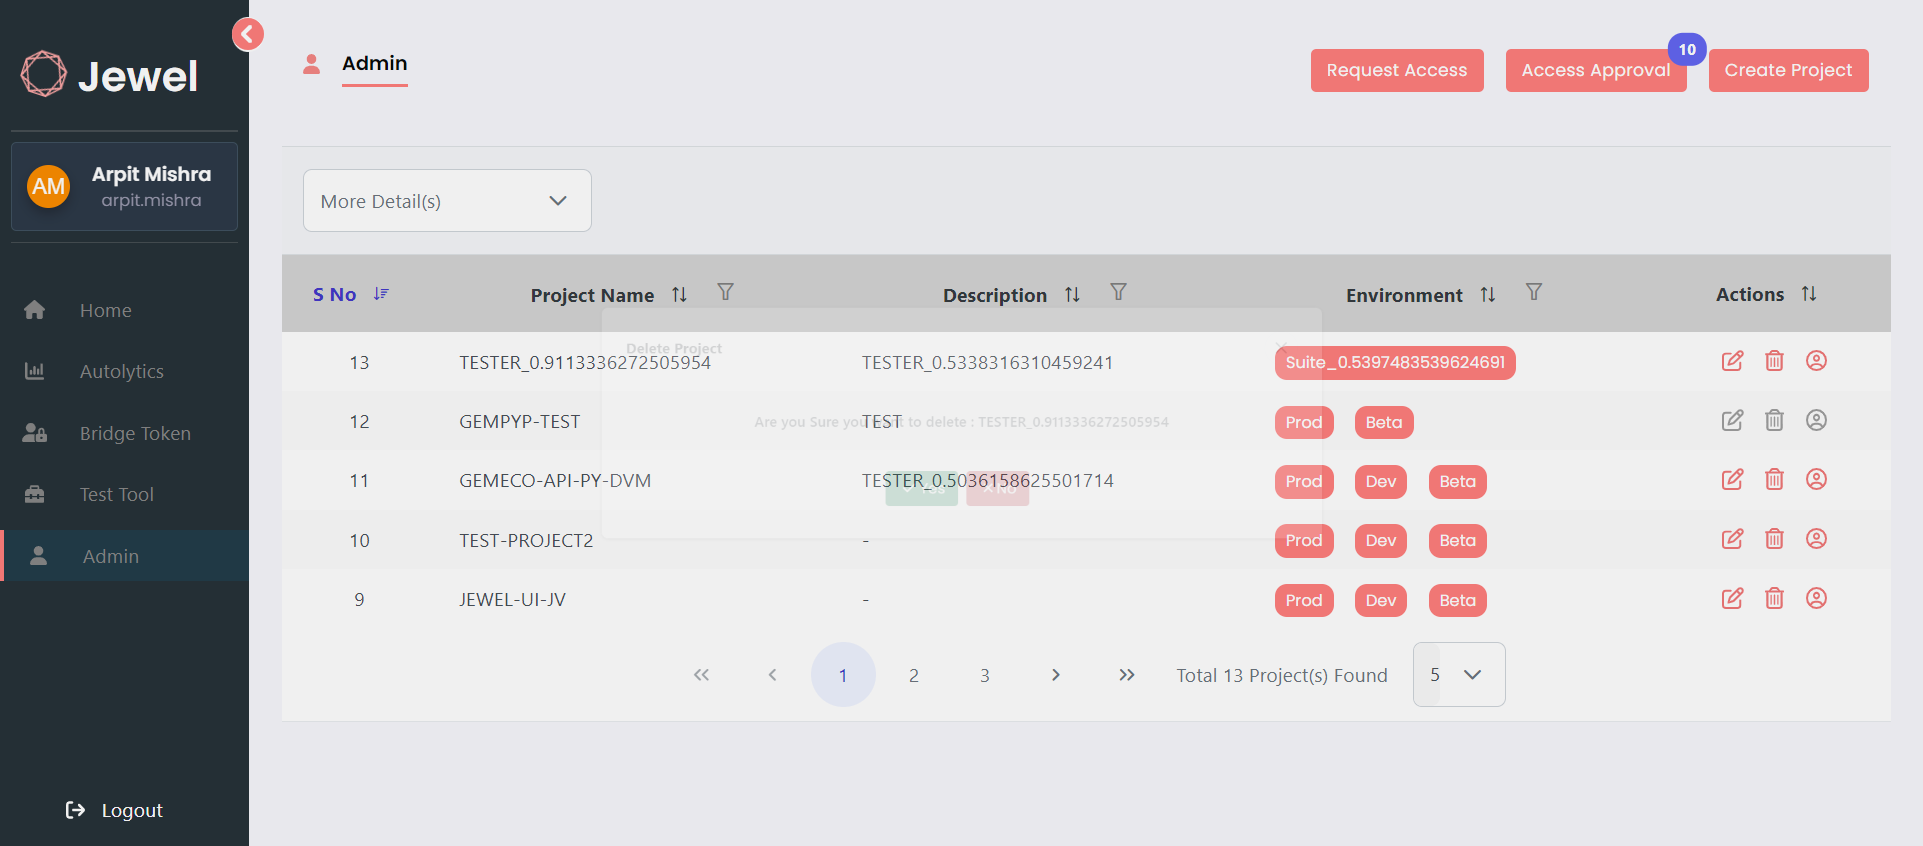 Jewel
Admin
Request Access
Access Approval
10
Create Project
AM
Arpit Mishra
arpit.mishra
More Detail(s)
S No
Project Name
Description
Environment
Actions
Home
Autolytics
Bridge Token
Test Tool
Admin
Logout
Delete Project
13 TESTER_0.9113336272505954 TESTER_0.5338316310459241 Suite_0.5397483539624691
12 GEMPYP-TEST TEST Prod Beta
Are you Sure you want to delete : TESTER_0.9113336272505954
11 GEMECO-API-PY-DVM TESTER_0.5036158625501714 Prod Dev Beta
Yes No
10 TEST-PROJECT2 - Prod Dev Beta
9 JEWEL-UI-JV - Prod Dev Beta
1 2 3 Total 13 Project(s) Found 5